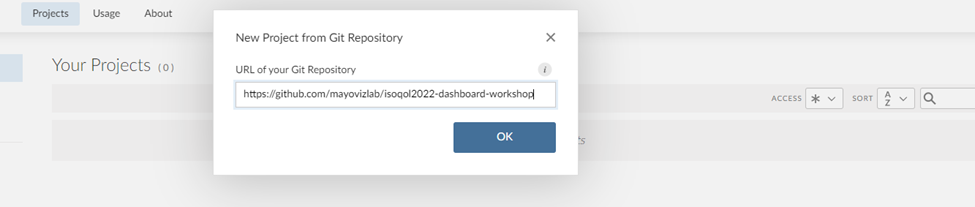 Projects Usage About
New Project from Git Repository
Your Projects (0)
URL of your Git Repository
https://github.com/mayovizlab/isoqol2022-dashboard-workshop
ACCESS SORT A Z
OK